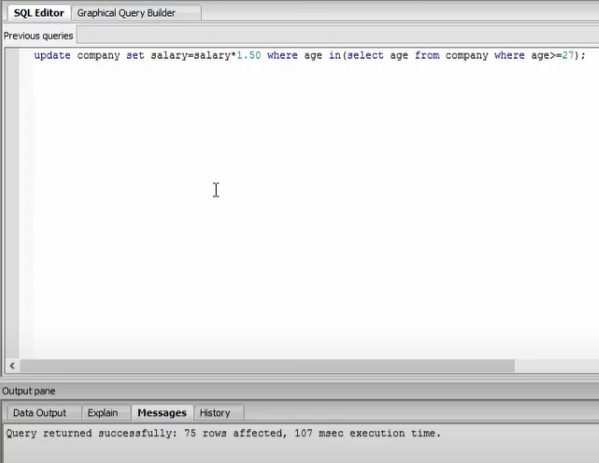 SQL Editor Graphical Query Builder
Previous queries
update company set salary=salary*1.50 where age in(select age from company where age>=27);
Output pane
Data Output Explain Messages History
Query returned successfully: 75 rows affected, 107 msec execution time.